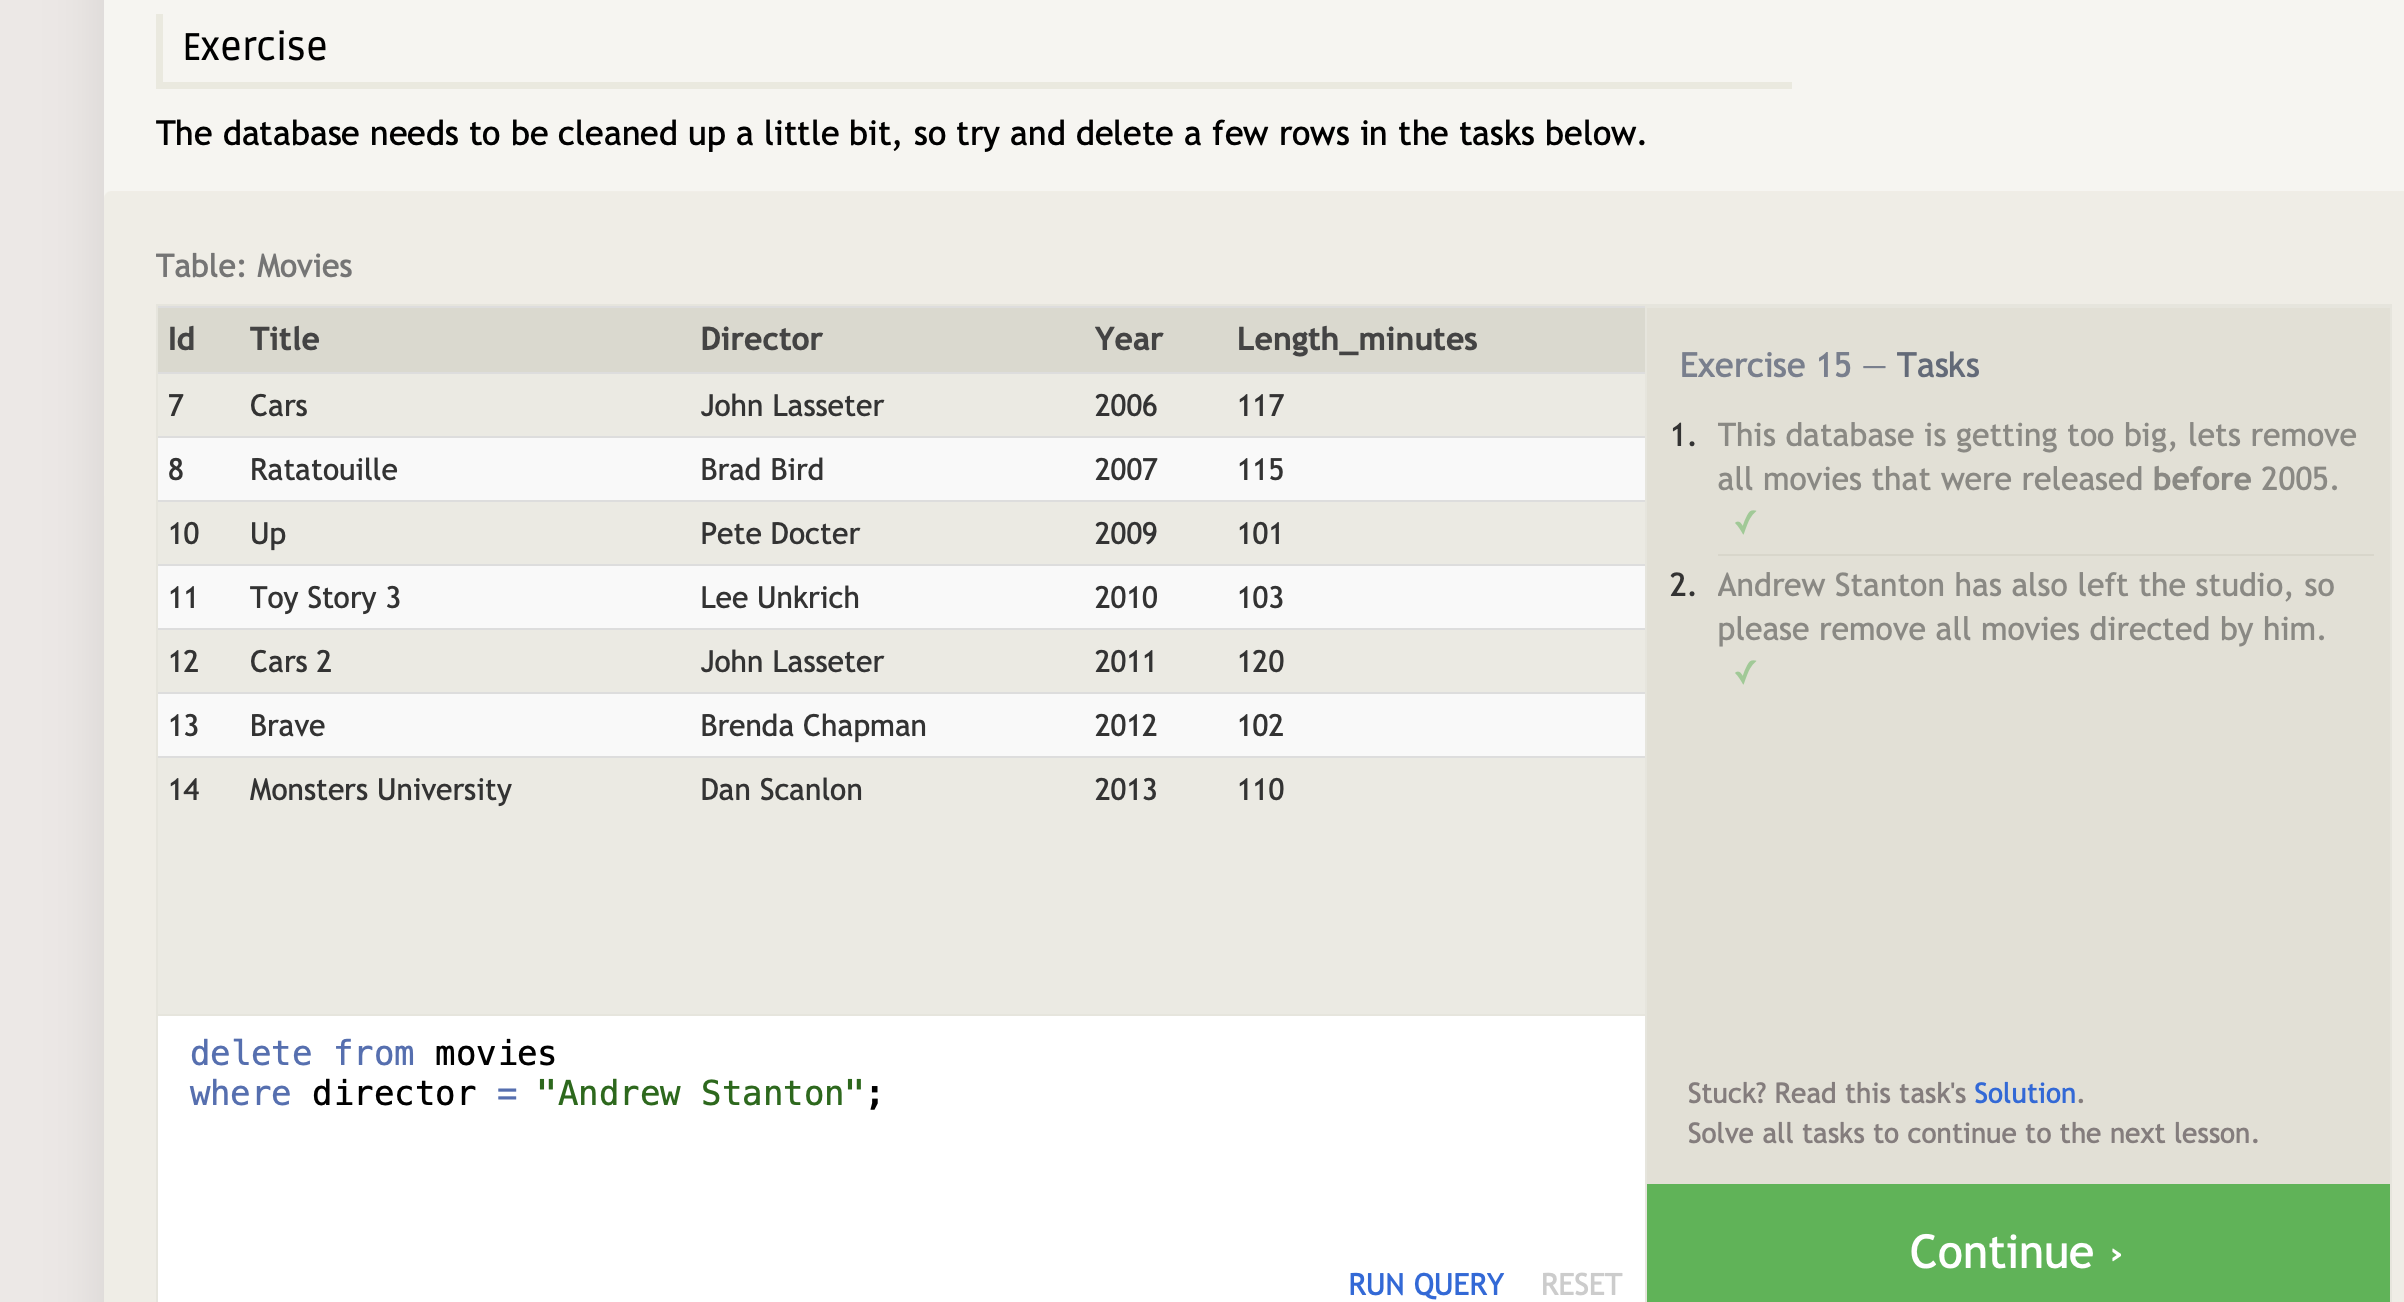 Exercise
The database needs to be cleaned up a little bit, so try and delete a few rows in the tasks below.
Table: Movies
Id Title Director Year Length_minutes
7 Cars John Lasseter 2006 117
8 Ratatouille Brad Bird 2007 115
10 Up Pete Docter 2009 101
11 Toy Story 3 Lee Unkrich 2010 103
12 Cars 2 John Lasseter 2011 120
13 Brave Brenda Chapman 2012 102
14 Monsters University Dan Scanlon 2013 110
delete from movies
where director = "Andrew Stanton";
RUN QUERY RESET
Exercise 15 — Tasks
1. This database is getting too big, lets remove
all movies that were released before 2005.
✓
2. Andrew Stanton has also left the studio, so
please remove all movies directed by him.
✓
Stuck? Read this task's Solution.
Solve all tasks to continue to the next lesson.
Continue ›